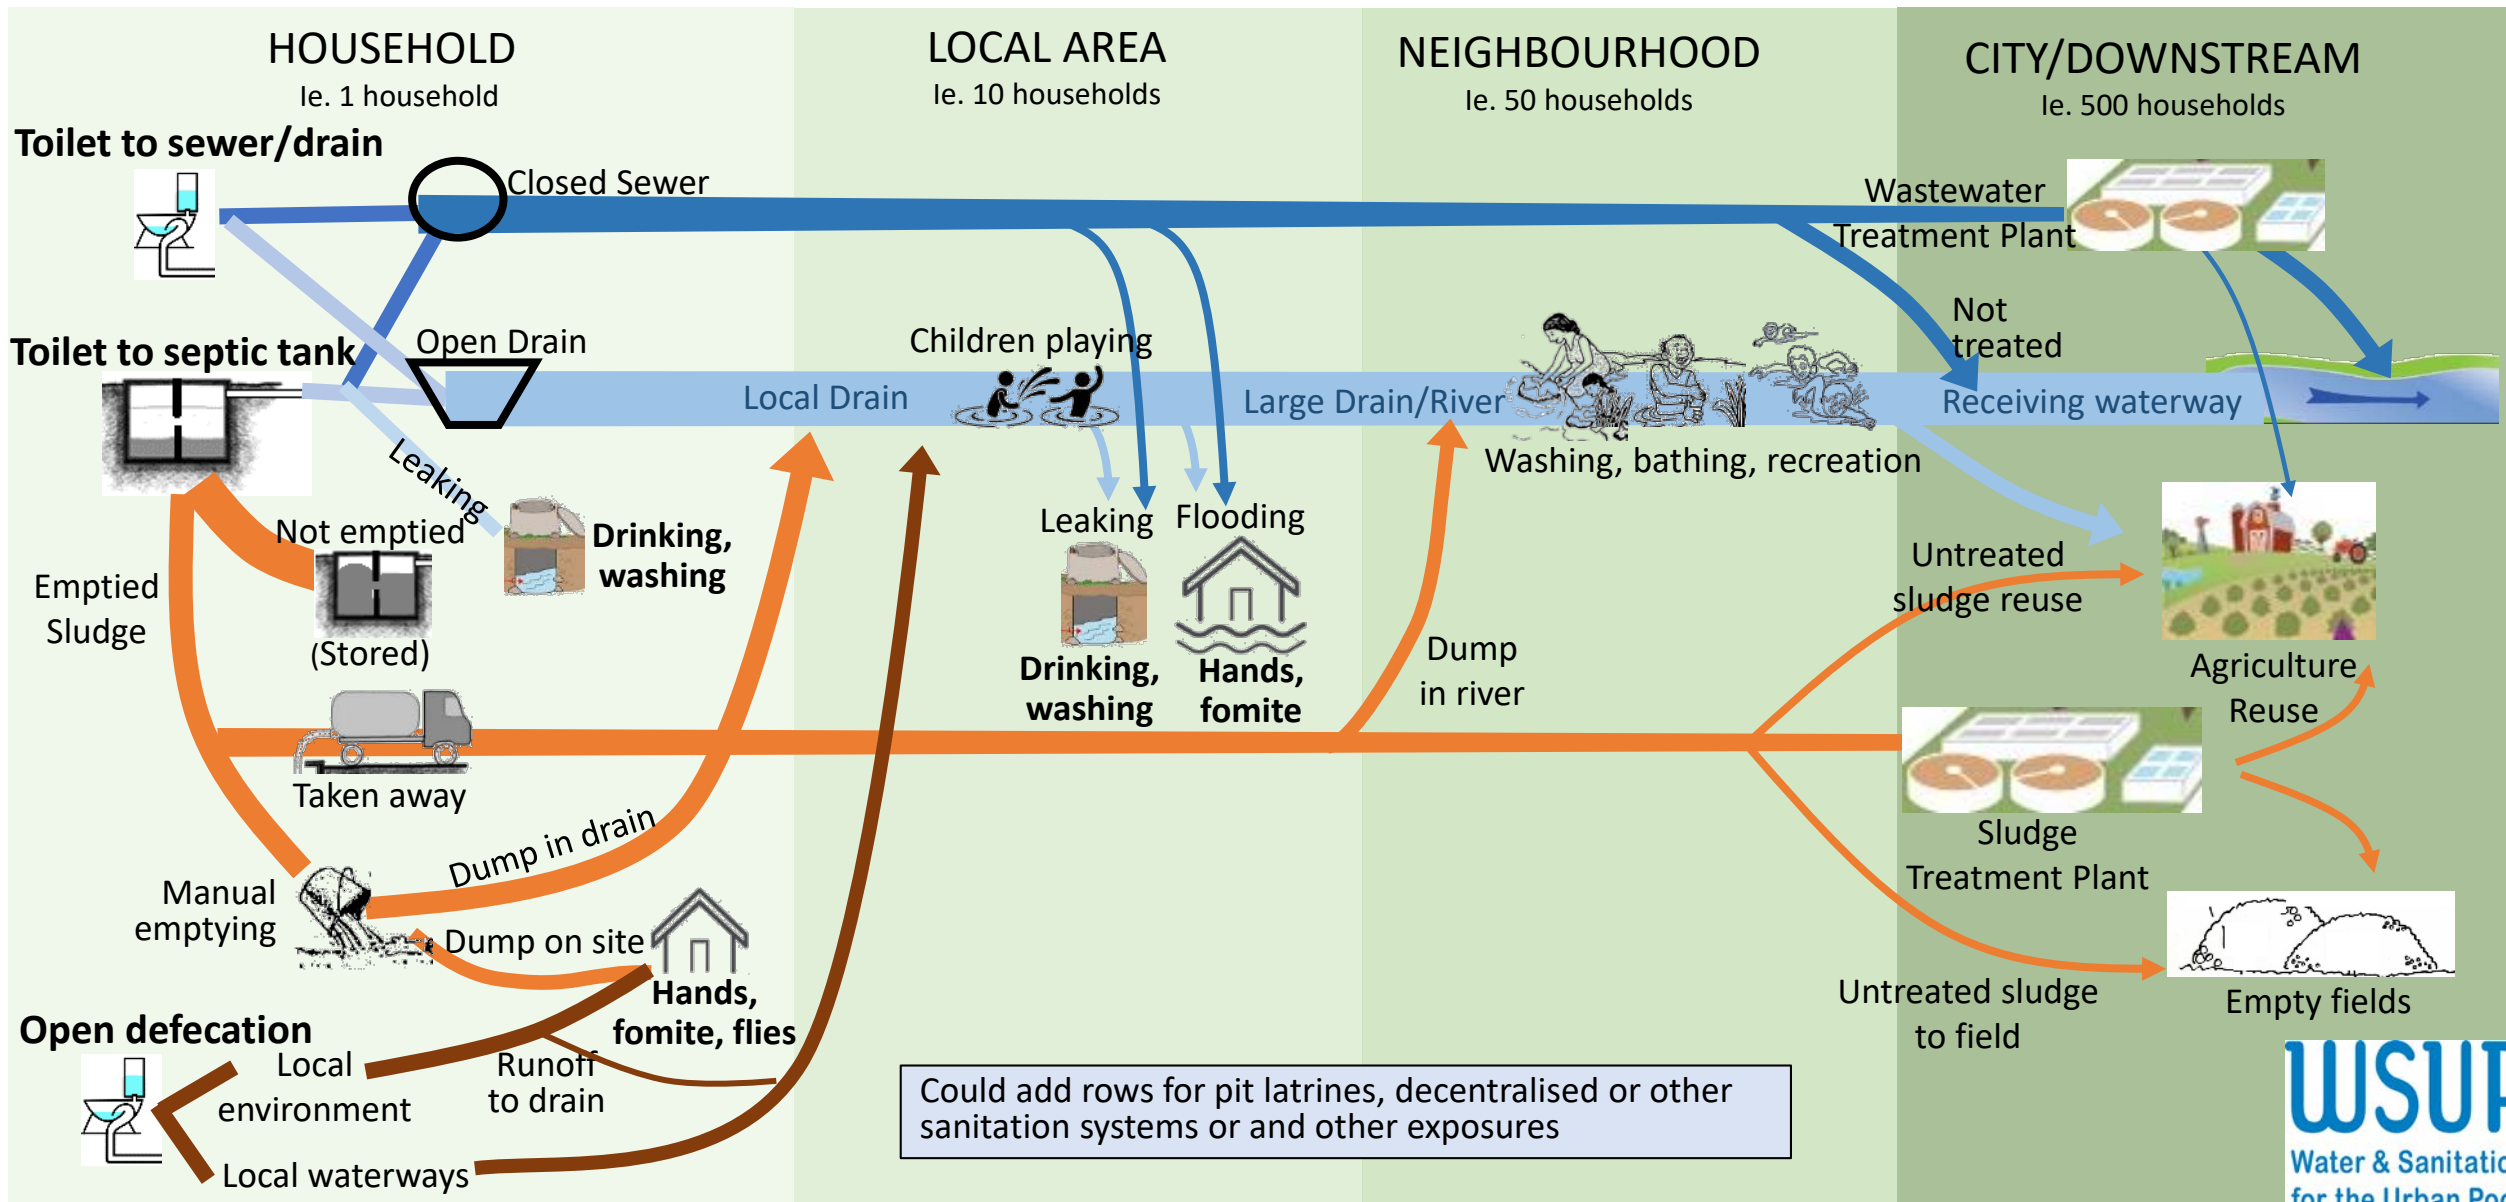 HOUSEHOLD
Ie. 1 household
LOCAL AREA
Ie. 10 households
NEIGHBOURHOOD
Ie. 50 households
CITY/DOWNSTREAM
Ie. 500 households
Toilet to sewer/drain
Closed Sewer
Wastewater
Treatment Plant
Not
treated
Toilet to septic tank
Open Drain
Local Drain
Children playing
Large Drain/River
Washing, bathing, recreation
Receiving waterway
Leaking
Not emptied
(Stored)
Drinking,
washing
Leaking
Drinking,
washing
Flooding
Hands,
fomite
Emptied
Sludge
Taken away
Dump
in river
Untreated
sludge reuse
Agriculture
Reuse
Sludge
Treatment Plant
Manual
emptying
Dump in drain
Dump on site
Hands,
fomite, flies
Untreated sludge
to field
Empty fields
Open defecation
Local
environment
Runoff
to drain
Local waterways
Could add rows for pit latrines, decentralised or other
sanitation systems or and other exposures
WSUP
Water & Sanitatio
for the Urban Poo